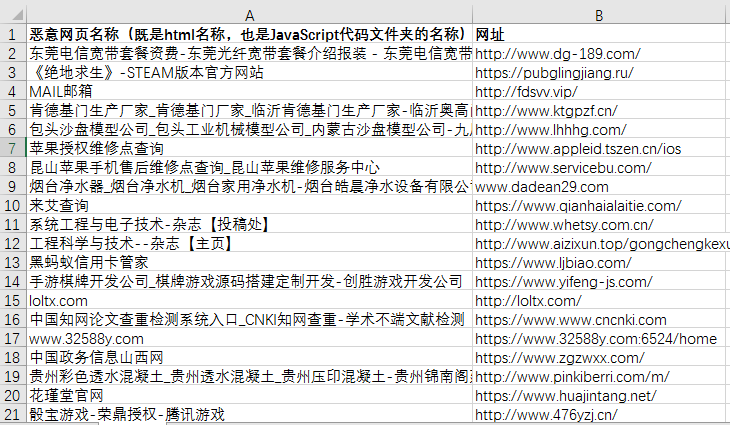 A B
1 恶意网页名称（既是html名称，也是JavaScript代码文件夹的名称） 网址
2 东莞电信宽带套餐资费-东莞光纤宽带套餐介绍报装 - 东莞电信宽带 http://www.dg-189.com/
3 《绝地求生》-STEAM版本官方网站 https://pubglingjiang.ru/
4 MAIL邮箱 http://fdsvv.vip/
5 肯德基门生产厂家_肯德基门厂家_临沂肯德基门生产厂家-临沂奥高 http://www.ktgpzf.cn/
6 包头沙盘模型公司_包头工业机械模型公司_内蒙古沙盘模型公司-九 http://www.lhhhg.com/
7 苹果授权维修点查询 http://www.appleid.tszen.cn/ios
8 昆山苹果手机售后维修点查询_昆山苹果维修服务中心 http://www.servicebu.com/
9 烟台净水器_烟台净水机_烟台家用净水机-烟台皓晨净水设备有限公 www.dadean29.com
10 来艾查询 https://www.qianhaialaitie.com/
11 系统工程与电子技术-杂志【投稿处】 http://www.whetsy.com.cn/
12 工程科学与技术--杂志【主页】 http://www.aizixun.top/gongchengkexu
13 黑蚂蚁信用卡管家 https://www.ljbiao.com/
14 手游棋牌开发公司_棋牌游戏源码搭建定制开发-创胜游戏开发公司 https://www.yifeng-js.com/
15 loltx.com http://loltx.com/
16 中国知网论文查重检测系统入口_CNKI知网查重-学术不端文献检测 https://www.www.cncnki.com
17 www.32588y.com https://www.32588y.com:6524/home
18 中国政务信息山西网 https://www.zgzwxx.com/
19 贵州彩色透水混凝土_贵州透水混凝土_贵州压印混凝土-贵州锦南阁 http://www.pinkiberri.com/m/
20 花瑾堂官网 https://www.huajintang.net/
21 骰宝游戏-荣鼎授权-腾讯游戏 http://www.476yzj.cn/